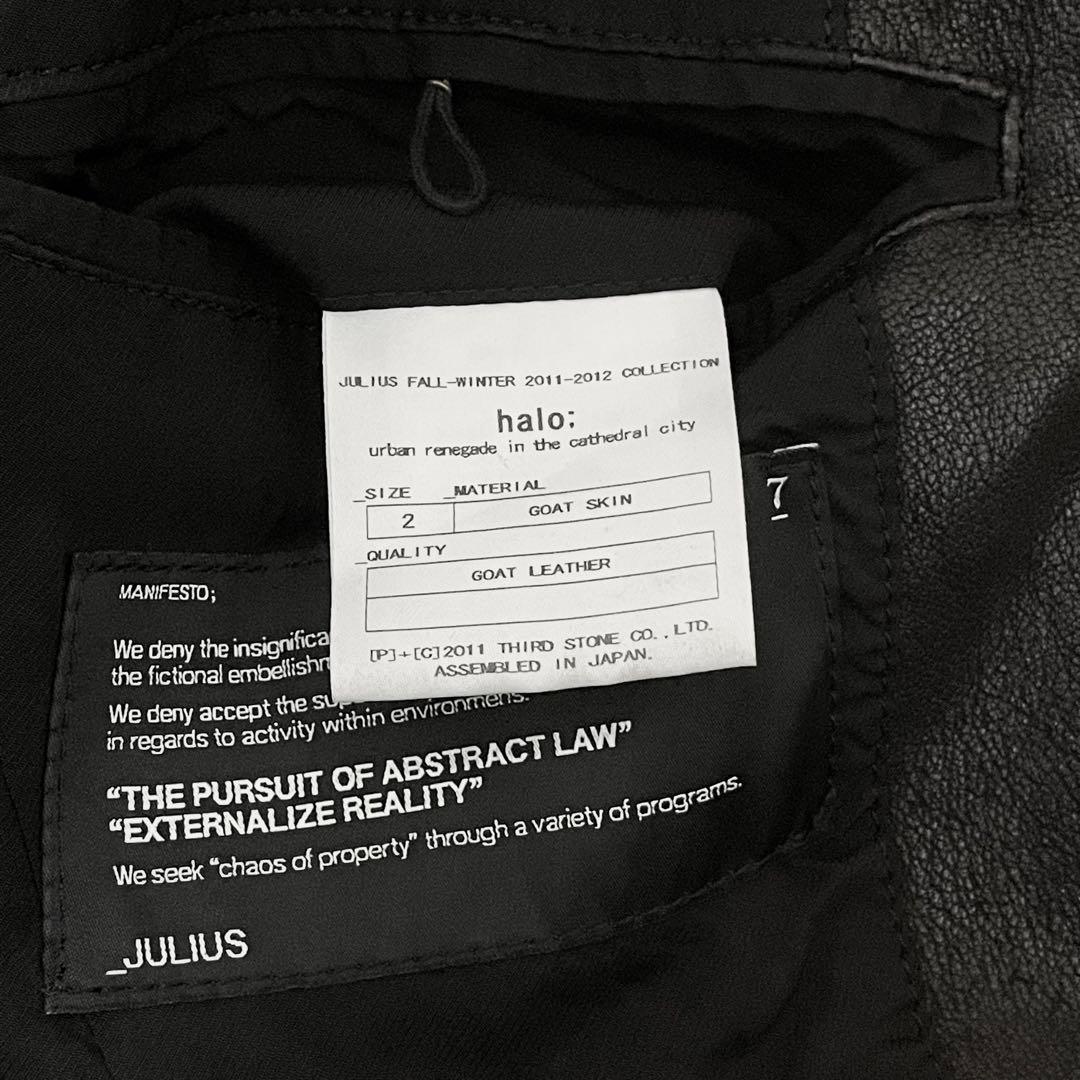 JULIUS FALL-WINTER 2011-2012 COLLECTION
halo;
urban renegade in the cathedral city
_SIZE _MATERIAL
2 GOAT SKIN
_QUALITY
GOAT LEATHER
[P]+[C]2011 THIRD STONE CO.,LTD.
ASSEMBLED IN JAPAN.
7
MANIFESTO;
We deny the
the fictional
We deny accept the
in regards to activity within environmens.
“THE PURSUIT OF ABSTRACT LAW”
“EXTERNALIZE REALITY”
We seek “chaos of property” through a variety of programs.
_JULIUS